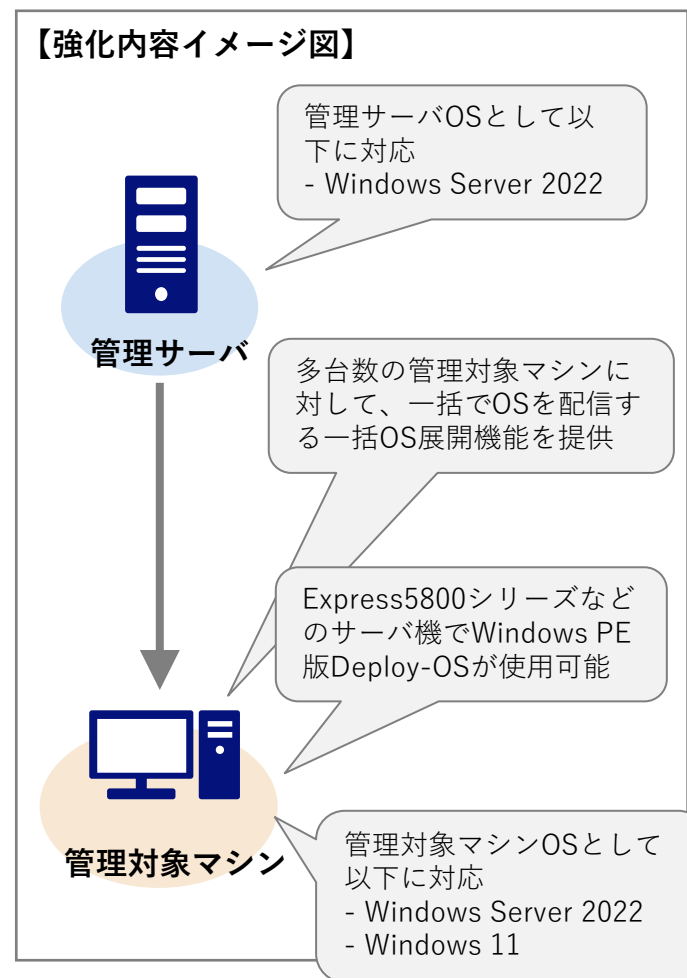 【強化内容イメージ図】
管理サーバOSとして以
下に対応
- Windows Server 2022
管理サーバ
多台数の管理対象マシンに
対して、一括でOSを配信す
る一括OS展開機能を提供
Express5800シリーズなど
のサーバ機でWindows PE
版Deploy-OSが使用可能
管理対象マシン
管理対象マシンOSとして
以下に対応
- Windows Server 2022
- Windows 11